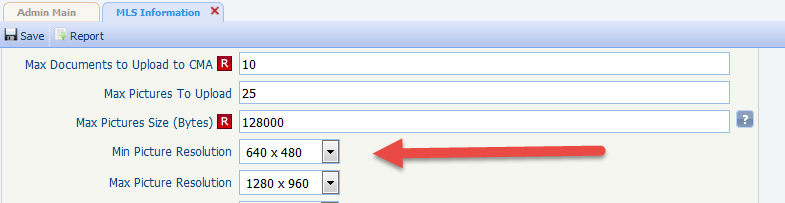 Admin Main MLS Information
Save Report
Max Documents to Upload to CMA R 10
Max Pictures To Upload 25
Max Pictures Size (Bytes) R 128000 ?
Min Picture Resolution 640 x 480
Max Picture Resolution 1280 x 960